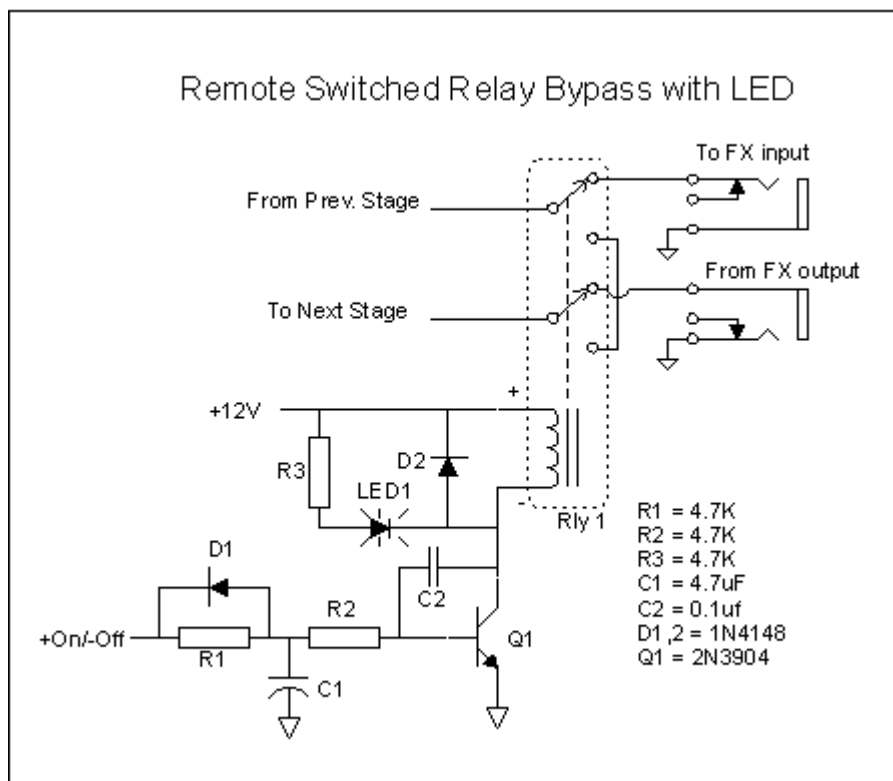 Remote Switched Relay Bypass with LED
To FX input
From Prev. Stage
From FX output
To Next Stage
+
+12V
R3
D2
LED1
-
Rly 1
D1
C2
R2
+On/-Off
R1
C1
Q1
R1 = 4.7K
R2 = 4.7K
R3 = 4.7K
C1 = 4.7uF
C2 = 0.1uf
D1,2 = 1N4148
Q1 = 2N3904